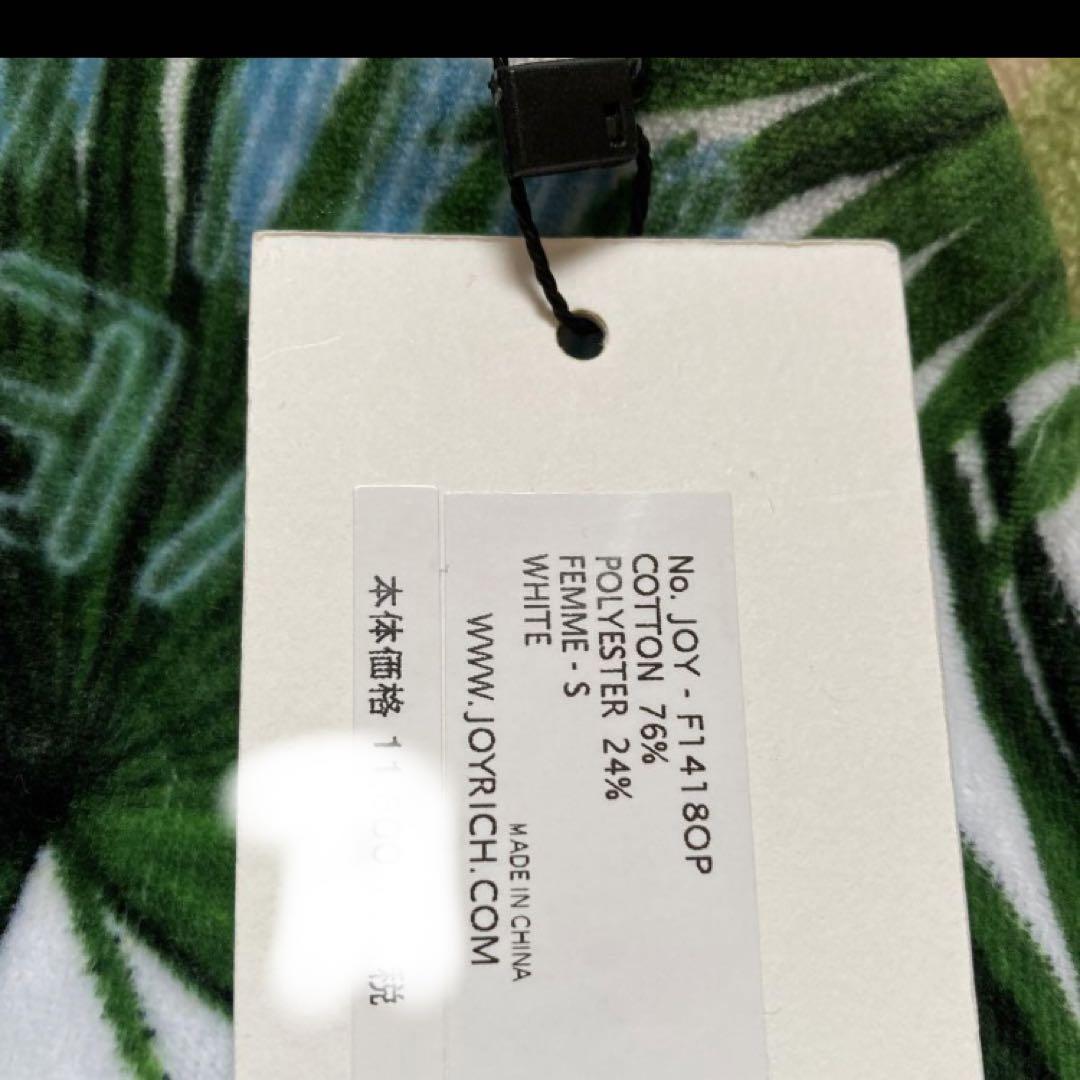 No. JOY - F1418OP
COTTON 76%
POLYESTER 24%
FEMME - S
WHITE
MADE IN CHINA
WWW.JOYRICH.COM
本体価格
税